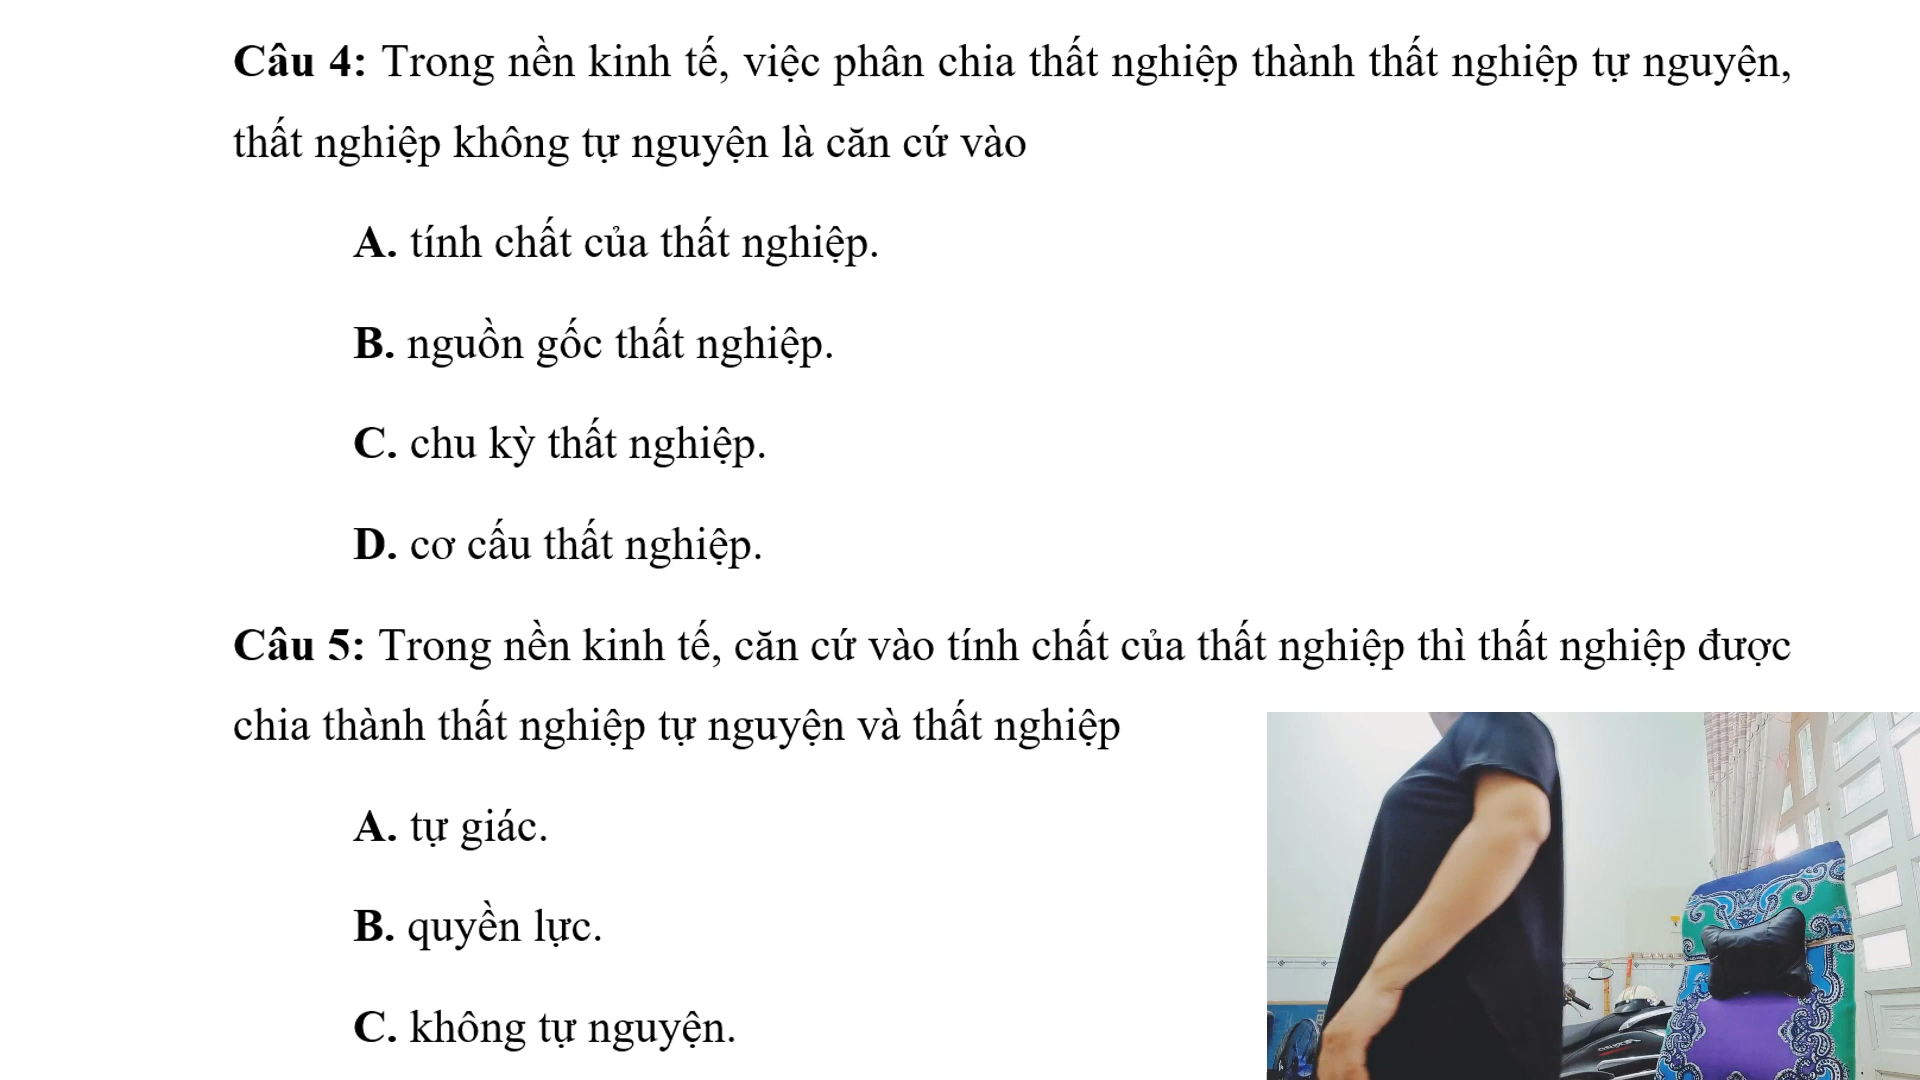 Câu 4: Trong nền kinh tế, việc phân chia thất nghiệp thành thất nghiệp tự nguyện,
thất nghiệp không tự nguyện là căn cứ vào
A. tính chất của thất nghiệp.
B. nguồn gốc thất nghiệp.
C. chu kỳ thất nghiệp.
D. cơ cấu thất nghiệp.
Câu 5: Trong nền kinh tế, căn cứ vào tính chất của thất nghiệp thì thất nghiệp được
chia thành thất nghiệp tự nguyện và thất nghiệp
A. tự giác.
B. quyền lực.
C. không tự nguyện.